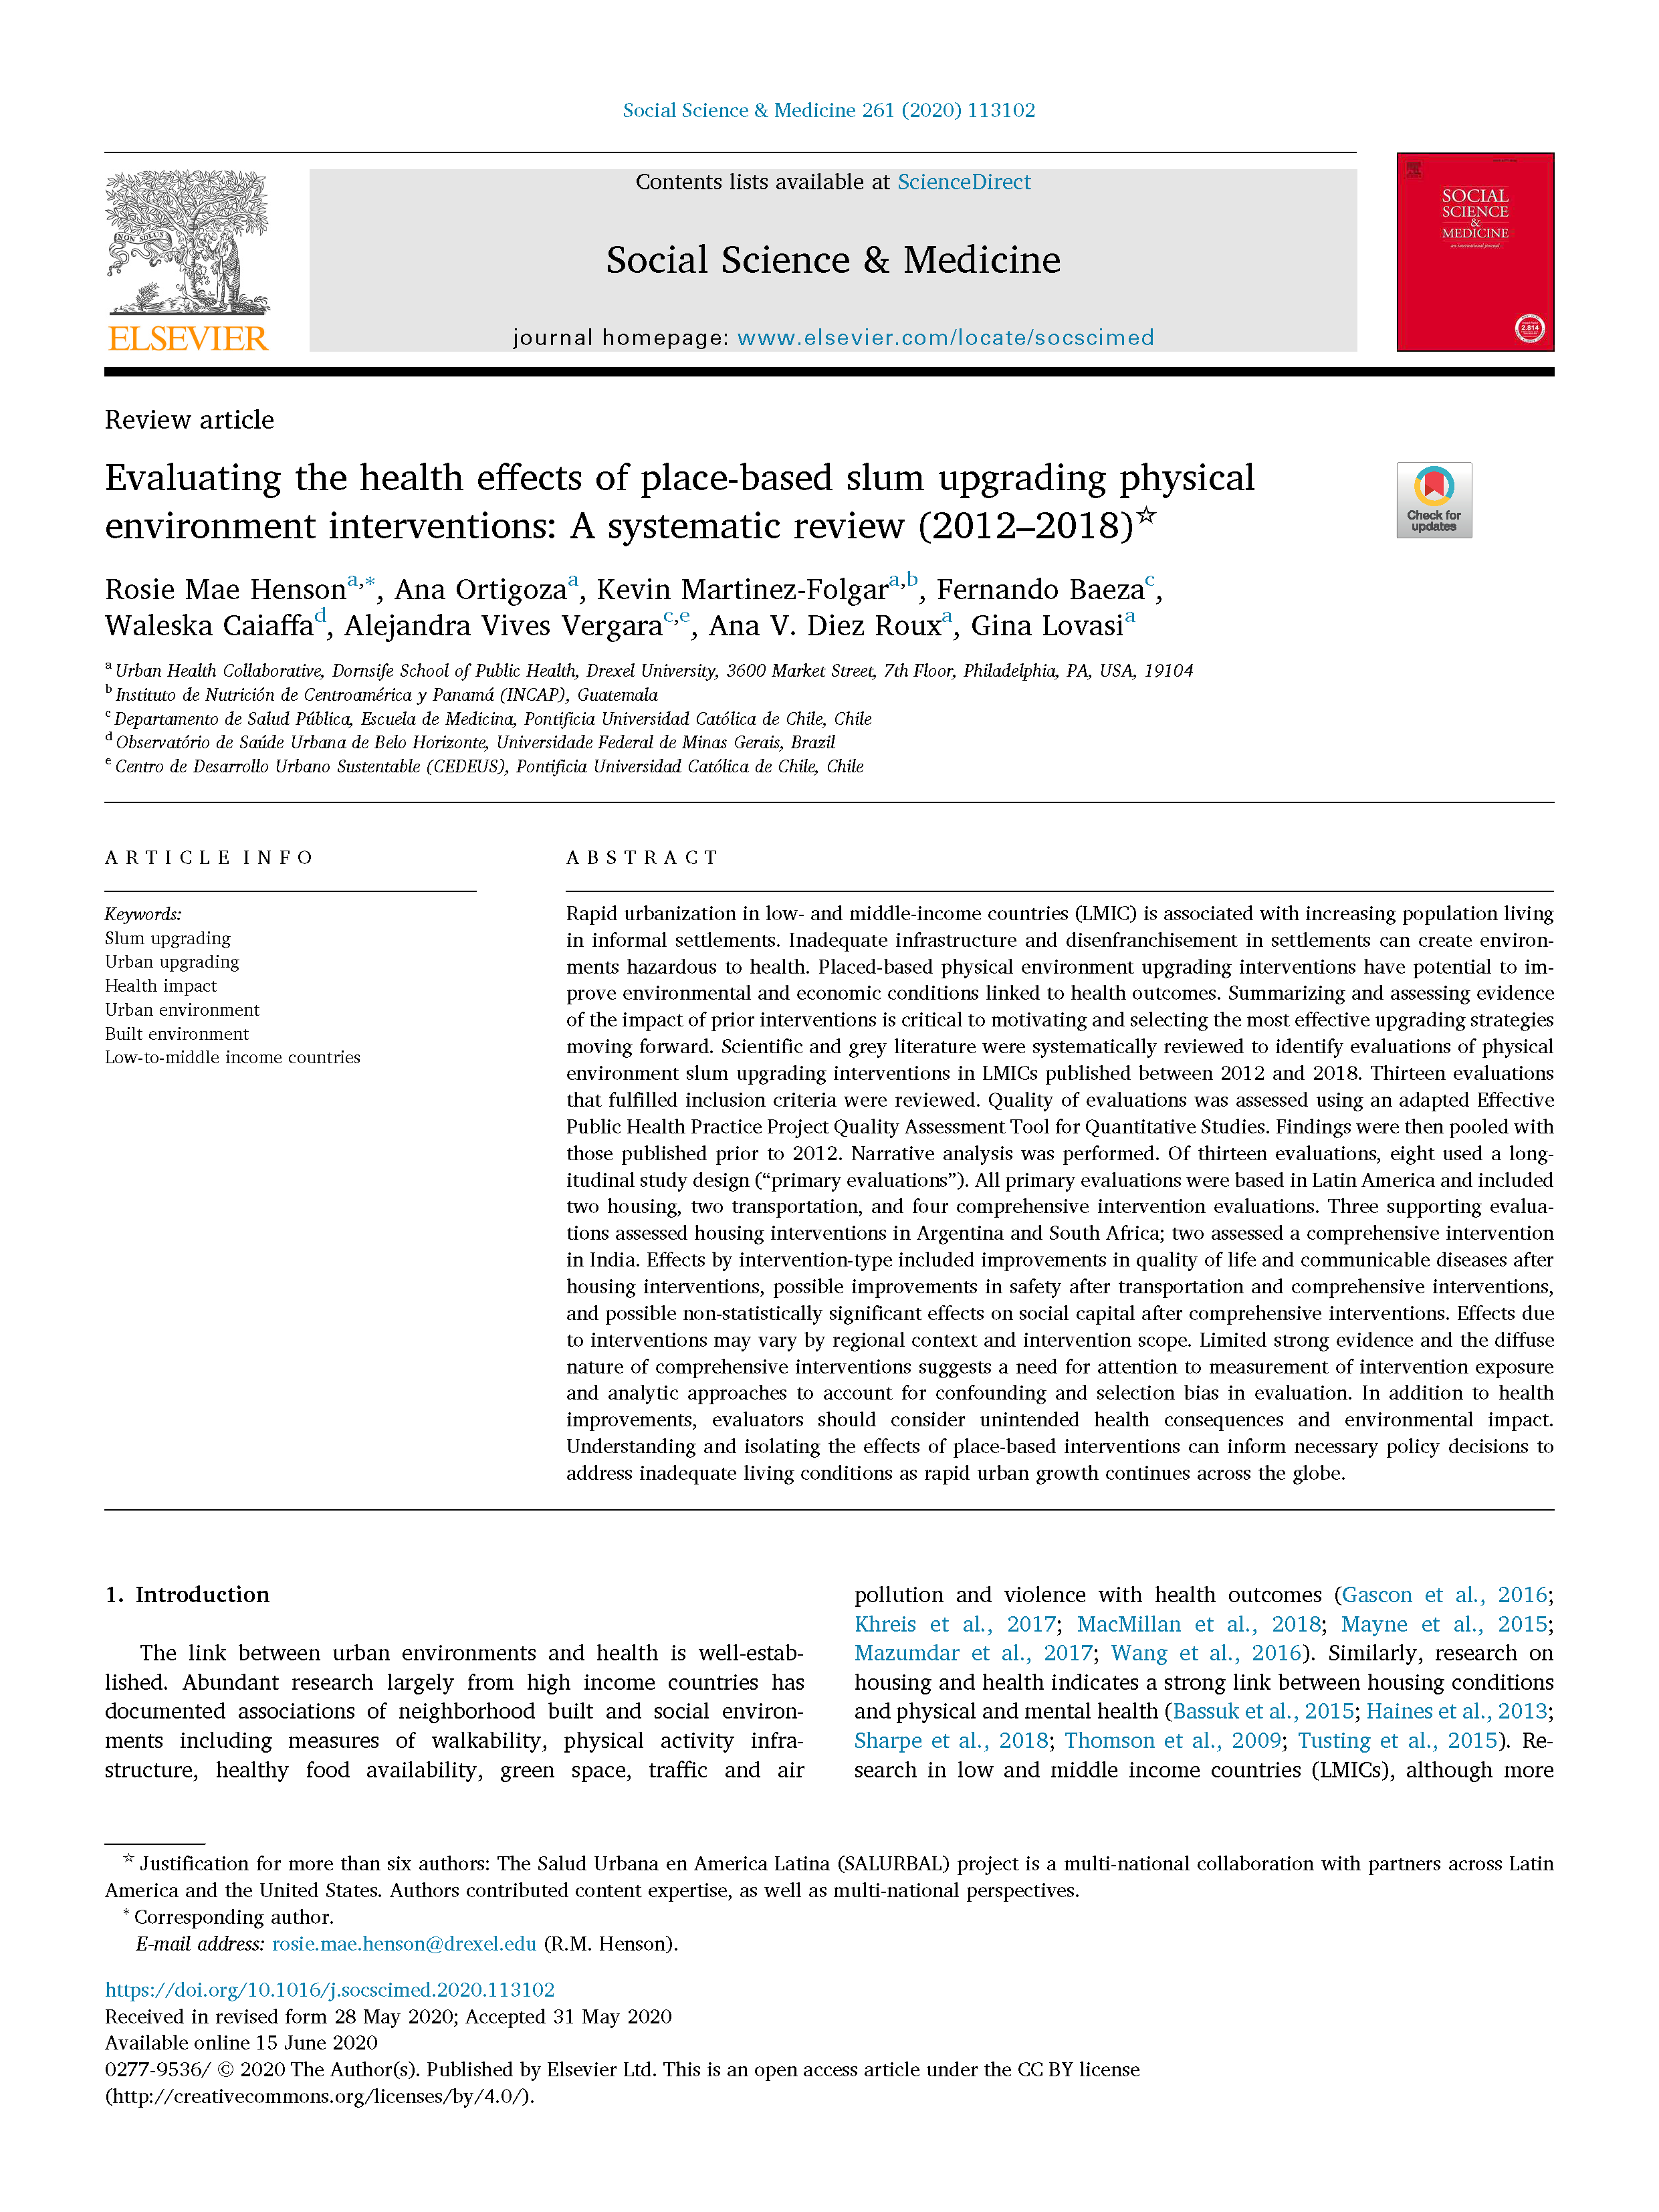 Social Science & Medicine 261 (2020) 113102
Contents lists available at ScienceDirect
Social Science & Medicine
journal homepage: www.elsevier.com/locate/socscimed
NON SOLUS
ELSEVIER
SOCIAL
SCIENCE
&
MEDICINE
an international journal
2.814
Review article
Evaluating the health effects of place-based slum upgrading physical
environment interventions: A systematic review (2012–2018)☆
Check for
updates
Rosie Mae Henson a,*, Ana Ortigoza a, Kevin Martinez-Folgar a,b, Fernando Baeza c,
Waleska Caiaffa d, Alejandra Vives Vergara c,e, Ana V. Diez Roux a, Gina Lovasi a
a Urban Health Collaborative, Dornsife School of Public Health, Drexel University, 3600 Market Street, 7th Floor, Philadelphia, PA, USA, 19104
b Instituto de Nutrición de Centroamérica y Panamá (INCAP), Guatemala
c Departamento de Salud Pública, Escuela de Medicina, Pontificia Universidad Católica de Chile, Chile
d Observatório de Saúde Urbana de Belo Horizonte, Universidade Federal de Minas Gerais, Brazil
e Centro de Desarrollo Urbano Sustentable (CEDEUS), Pontificia Universidad Católica de Chile, Chile
ARTICLE INFO
Keywords:
Slum upgrading
Urban upgrading
Health impact
Urban environment
Built environment
Low-to-middle income countries
ABSTRACT
Rapid urbanization in low- and middle-income countries (LMIC) is associated with increasing population living
in informal settlements. Inadequate infrastructure and disenfranchisement in settlements can create environ-
ments hazardous to health. Placed-based physical environment upgrading interventions have potential to im-
prove environmental and economic conditions linked to health outcomes. Summarizing and assessing evidence
of the impact of prior interventions is critical to motivating and selecting the most effective upgrading strategies
moving forward. Scientific and grey literature were systematically reviewed to identify evaluations of physical
environment slum upgrading interventions in LMICs published between 2012 and 2018. Thirteen evaluations
that fulfilled inclusion criteria were reviewed. Quality of evaluations was assessed using an adapted Effective
Public Health Practice Project Quality Assessment Tool for Quantitative Studies. Findings were then pooled with
those published prior to 2012. Narrative analysis was performed. Of thirteen evaluations, eight used a long-
itudinal study design (“primary evaluations”). All primary evaluations were based in Latin America and included
two housing, two transportation, and four comprehensive intervention evaluations. Three supporting evalua-
tions assessed housing interventions in Argentina and South Africa; two assessed a comprehensive intervention
in India. Effects by intervention-type included improvements in quality of life and communicable diseases after
housing interventions, possible improvements in safety after transportation and comprehensive interventions,
and possible non-statistically significant effects on social capital after comprehensive interventions. Effects due
to interventions may vary by regional context and intervention scope. Limited strong evidence and the diffuse
nature of comprehensive interventions suggests a need for attention to measurement of intervention exposure
and analytic approaches to account for confounding and selection bias in evaluation. In addition to health
improvements, evaluators should consider unintended health consequences and environmental impact.
Understanding and isolating the effects of place-based interventions can inform necessary policy decisions to
address inadequate living conditions as rapid urban growth continues across the globe.
1. Introduction
The link between urban environments and health is well-estab-
lished. Abundant research largely from high income countries has
documented associations of neighborhood built and social environ-
ments including measures of walkability, physical activity infra-
structure, healthy food availability, green space, traffic and air
pollution and violence with health outcomes (Gascon et al., 2016;
Khreis et al., 2017; MacMillan et al., 2018; Mayne et al., 2015;
Mazumdar et al., 2017; Wang et al., 2016). Similarly, research on
housing and health indicates a strong link between housing conditions
and physical and mental health (Bassuk et al., 2015; Haines et al., 2013;
Sharpe et al., 2018; Thomson et al., 2009; Tusting et al., 2015). Re-
search in low and middle income countries (LMICs), although more
☆ Justification for more than six authors: The Salud Urbana en America Latina (SALURBAL) project is a multi-national collaboration with partners across Latin
America and the United States. Authors contributed content expertise, as well as multi-national perspectives.
* Corresponding author.
E-mail address: rosie.mae.henson@drexel.edu (R.M. Henson).
https://doi.org/10.1016/j.socscimed.2020.113102
Received in revised form 28 May 2020; Accepted 31 May 2020
Available online 15 June 2020
0277-9536/ © 2020 The Author(s). Published by Elsevier Ltd. This is an open access article under the CC BY license
(http://creativecommons.org/licenses/by/4.0/).